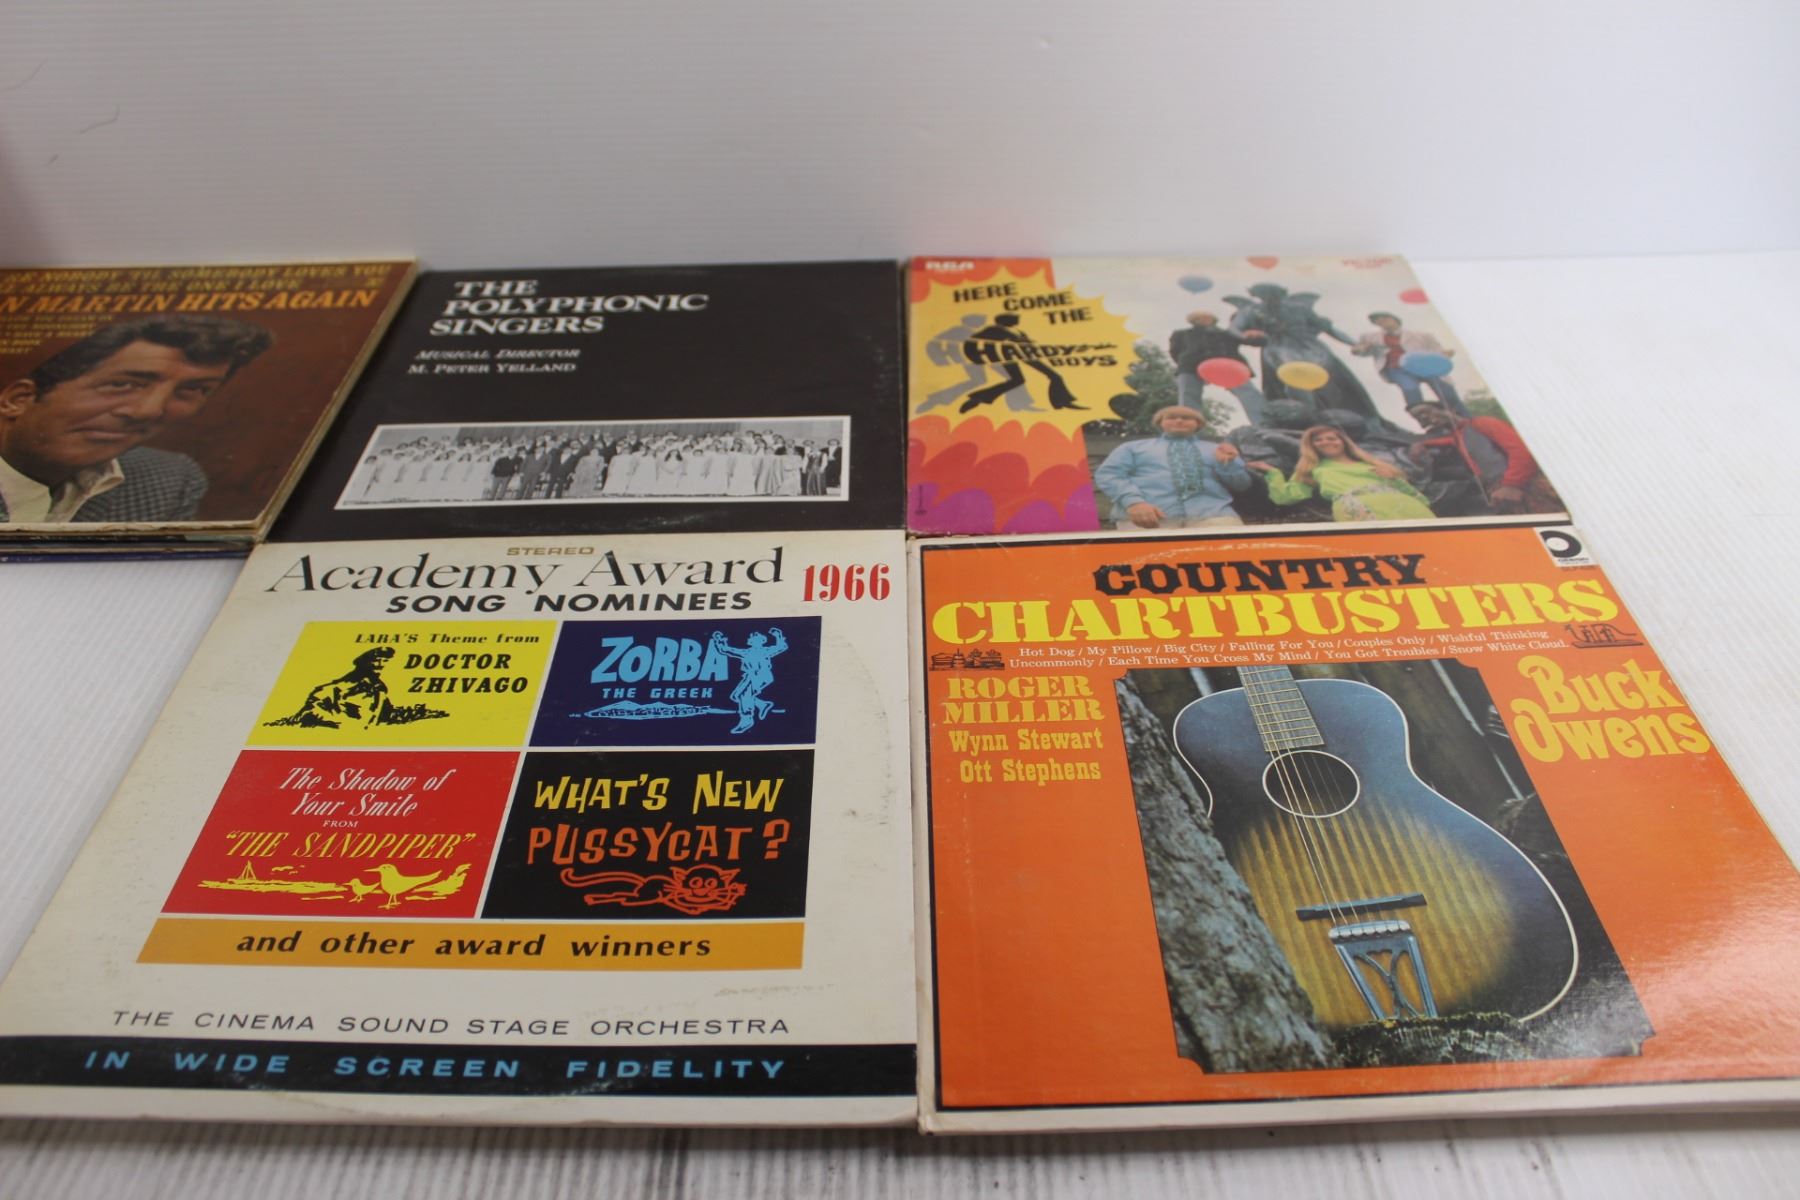 NOBODY 'TIL SOMEBODY LOVES YOU
ALWAYS BE THE ONE I LOVE
MARTIN HITS AGAIN
THE
POLYPHONIC
SINGERS
MUSICAL DIRECTOR
M. PETER YELLAND
RCA
HERE
COME
THE
HARDY
BOYS
STEREO
Academy Award 1966
SONG NOMINEES
LARA'S Theme from
DOCTOR
ZHIVAGO
ZORBA
THE GREEK
The Shadow of
Your Smile
FROM
"THE SANDPIPER"
WHAT'S NEW
PUSSYCAT?
and other award winners
THE CINEMA SOUND STAGE ORCHESTRA
IN WIDE SCREEN FIDELITY
COUNTRY
CHARTBUSTERS
Hot Dog / My Pillow / Big City / Falling For You / Couples Only / Wishful Thinking
Uncommonly / Each Time You Cross My Mind / You Got Troubles / Snow White Cloud.
ROGER
MILLER
Wynn Stewart
Ott Stephens
Buck
Owens